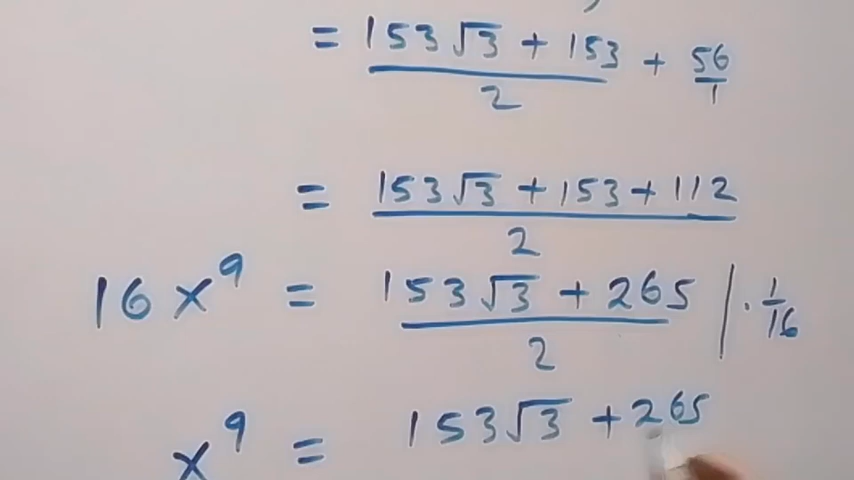 = (153√3 + 153)/2 + 56/1
= (153√3 + 153 + 112)/2
16x⁹ = (153√3 + 265)/2 | · 1/16
x⁹ = 153√3 + 265